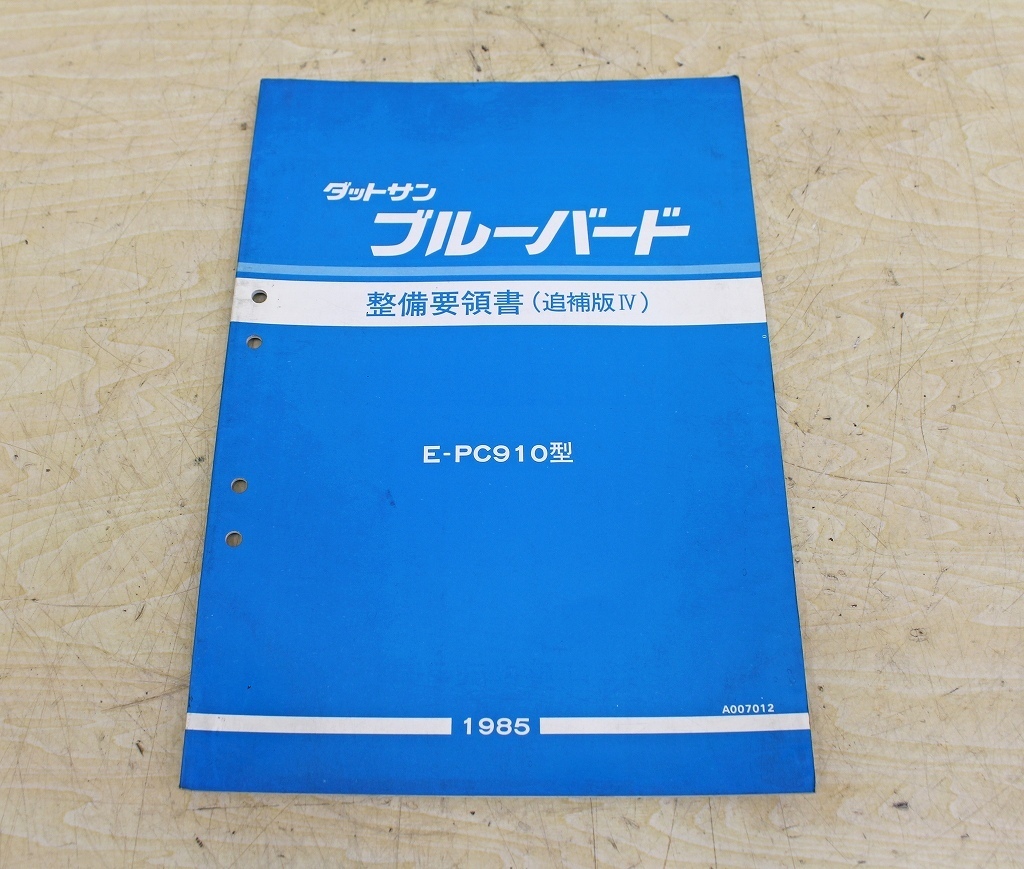 ダットサン
ブルーバード
整備要領書(追補版Ⅳ)
E-PC910型
A007012
1985